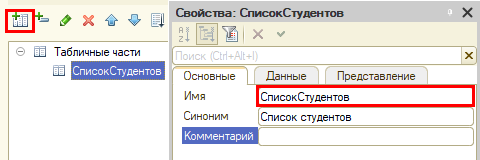 Свойства: СписокСтудентов
Табличные части
СписокСтудентов
Поиск (Ctrl+Alt+I)
Основные Данные Представление
Имя СписокСтудентов
Синоним Список студентов
Комментарий